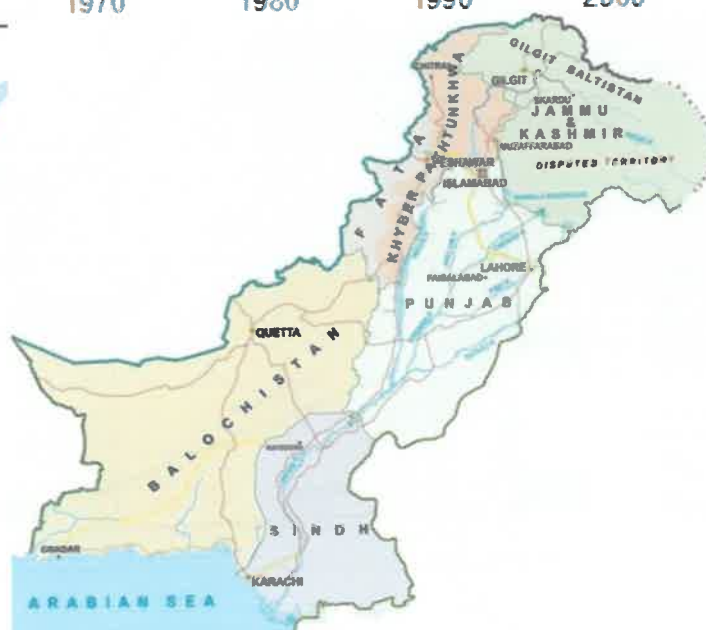 1970 1980 1990 2000
GILGIT BALTISTAN
CHITRAL
GILGIT
SKARDU
JAMMU
&
KASHMIR
MUZAFFARABAD
DISPUTED TERRITORY
FATA
KHYBER PAKHTUNKHWA
PESHAWAR
ISLAMABAD
LAHORE
FAISALABAD
PUNJAB
QUETTA
BALOCHISTAN
SINDH
GWADAR
KARACHI
ARABIAN SEA